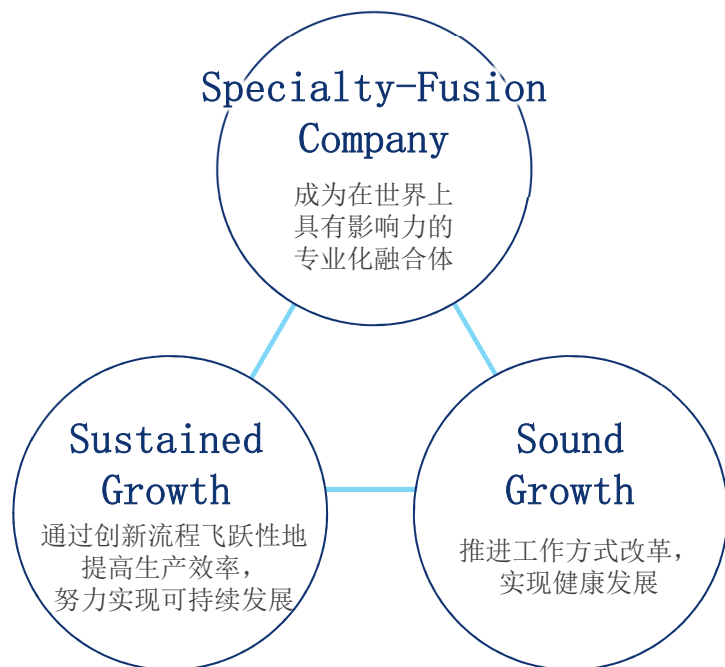 Specialty-Fusion
Company
成为在世界上
具有影响力的
专业化融合体
Sustained
Growth
通过创新流程飞跃性地
提高生产效率，
努力实现可持续发展
Sound
Growth
推进工作方式改革，
实现健康发展